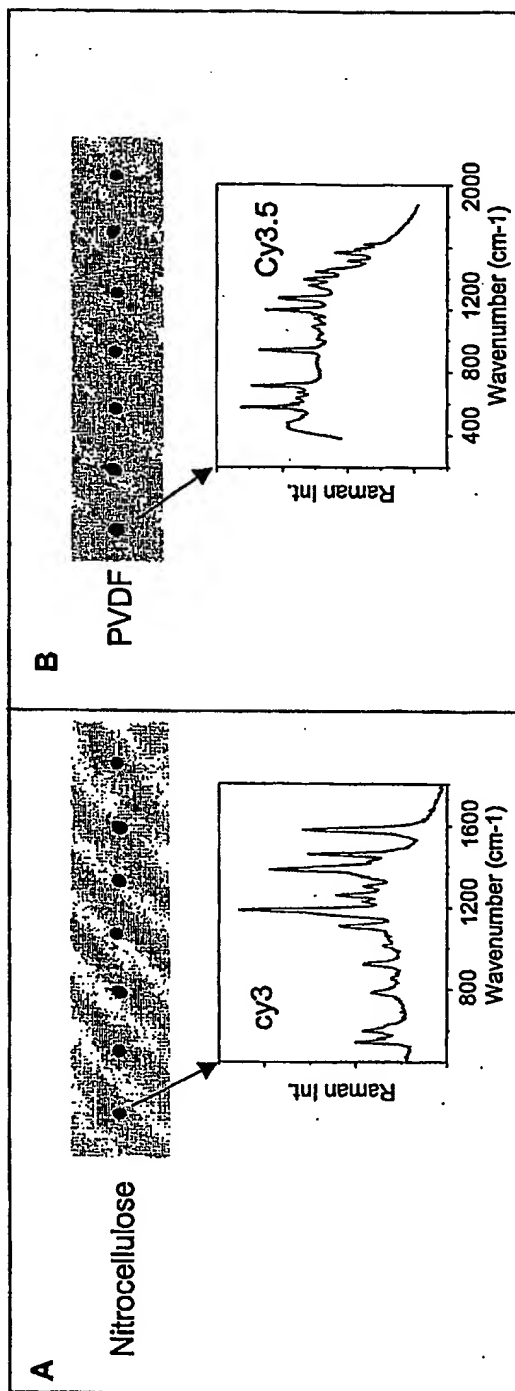 A
Nitrocellulose
Raman Int.
cy3
800
1200
1600
Wavenumber (cm-1)
B
PVDF
Raman Int.
Cy3.5
400
800
1200
2000
Wavenumber (cm-1)